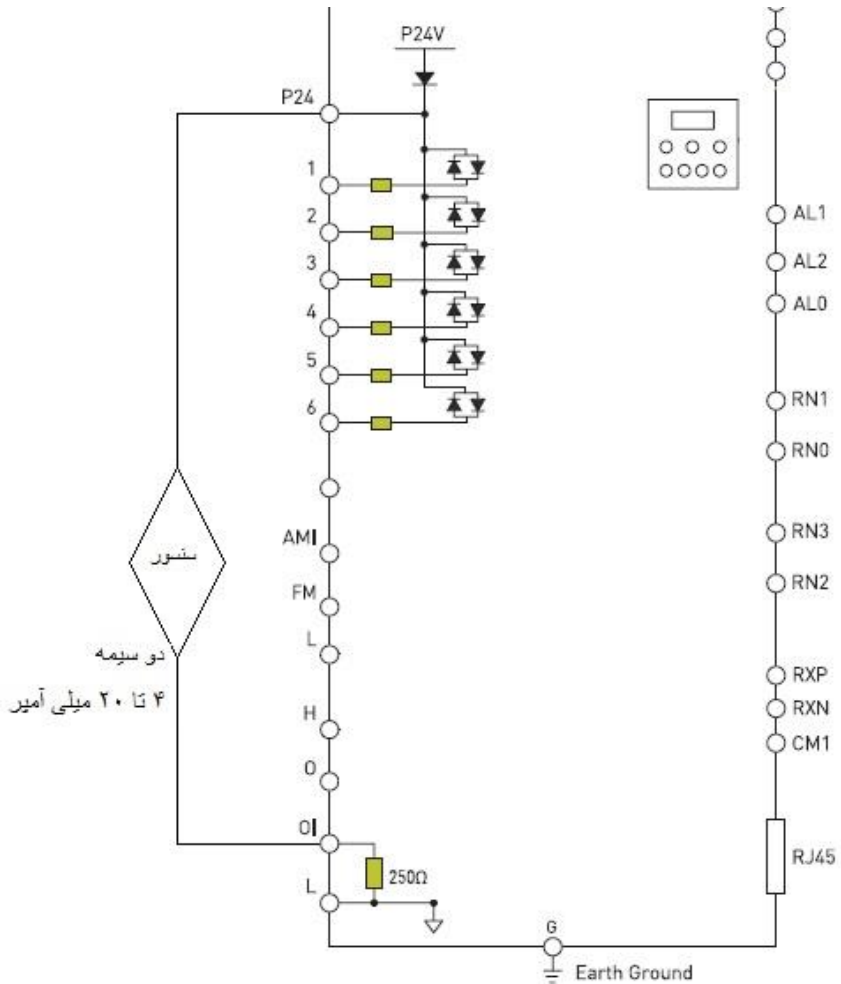 P24V
P24
1
2
3
4
5
6
AMI
FM
L
H
O
OI
L
250Ω
سنسور
دو سیمه
۴ تا ۲۰ میلی آمپر
AL1
AL2
AL0
RN1
RN0
RN3
RN2
RXP
RXN
CM1
RJ45
G
Earth Ground